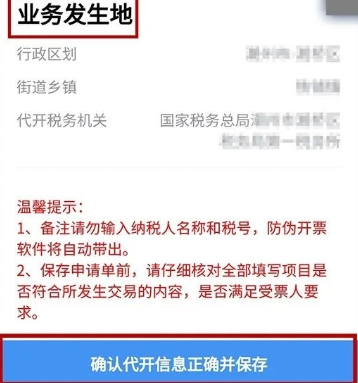 业务发生地
行政区划
街道乡镇
代开税务机关 国家税务总局
温馨提示：
1、备注请勿输入纳税人名称和税号，防伪开票
软件将自动带出。
2、保存申请单前，请仔细核对全部填写项目是
否符合所发生交易的内容，是否满足受票人要
求。
确认代开信息正确并保存